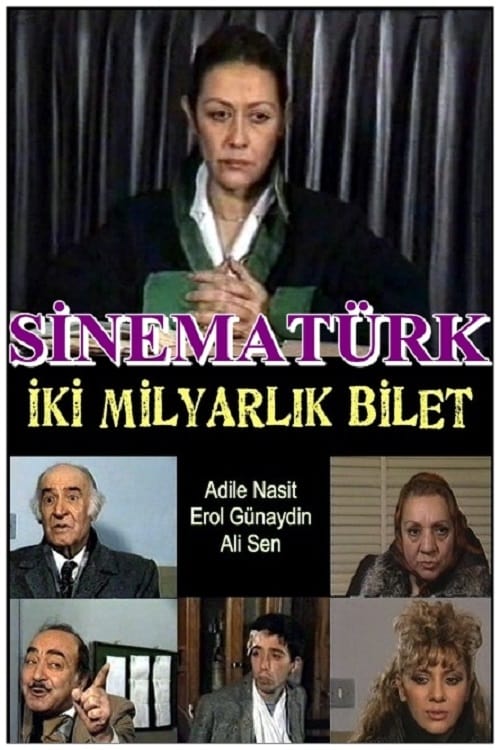 SİNEMATÜRK
İKİ MİLYARLIK BİLET
Adile Nasit
Erol Günaydin
Ali Sen